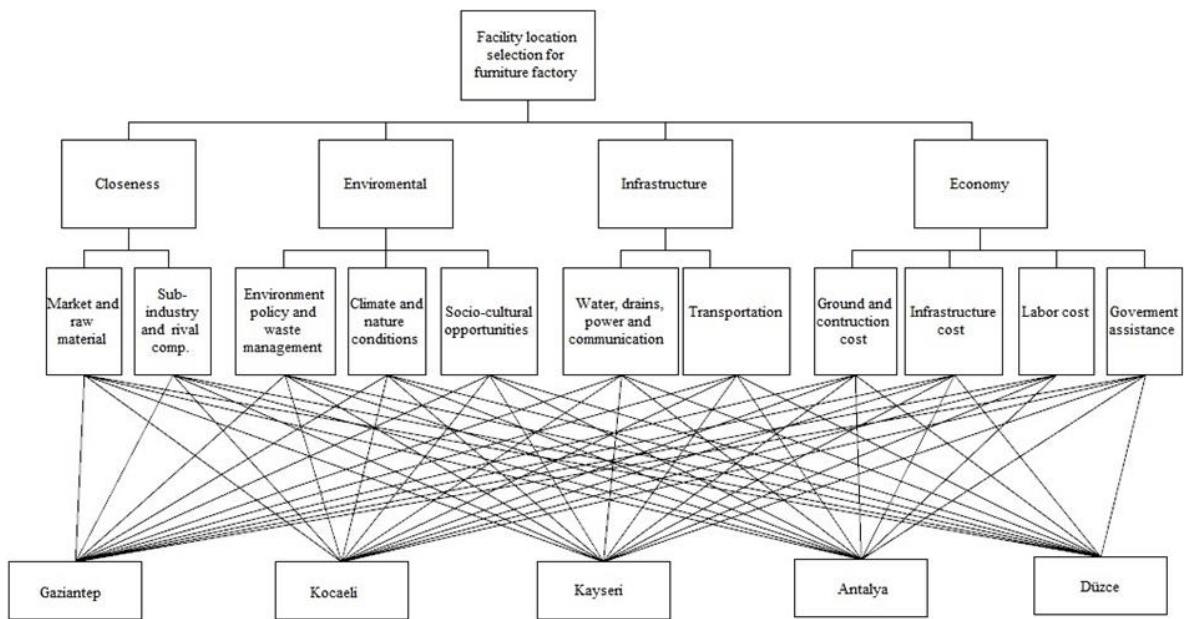 Facility location
selection for
furniture factory
Closeness
Enviromental
Infrastructure
Economy
Market and
raw
material
Sub-
industry
and rival
comp.
Environment
policy and
waste
management
Climate and
nature
conditions
Socio-cultural
opportunities
Water, drains,
power and
communication
Transportation
Ground and
contruction
cost
Infrastructure
cost
Labor cost
Goverment
assistance
Gaziantep
Kocaeli
Kayseri
Antalya
Düzce